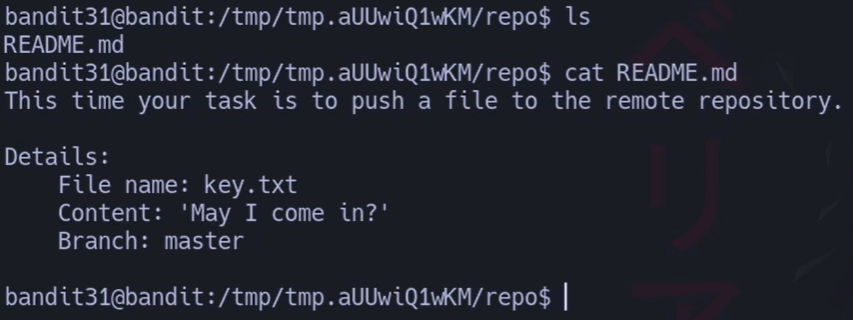 bandit31@bandit:/tmp/tmp.aUUwiQ1wKM/repo$ ls
README.md
bandit31@bandit:/tmp/tmp.aUUwiQ1wKM/repo$ cat README.md
This time your task is to push a file to the remote repository.

Details:
    File name: key.txt
    Content: 'May I come in?'
    Branch: master

bandit31@bandit:/tmp/tmp.aUUwiQ1wKM/repo$